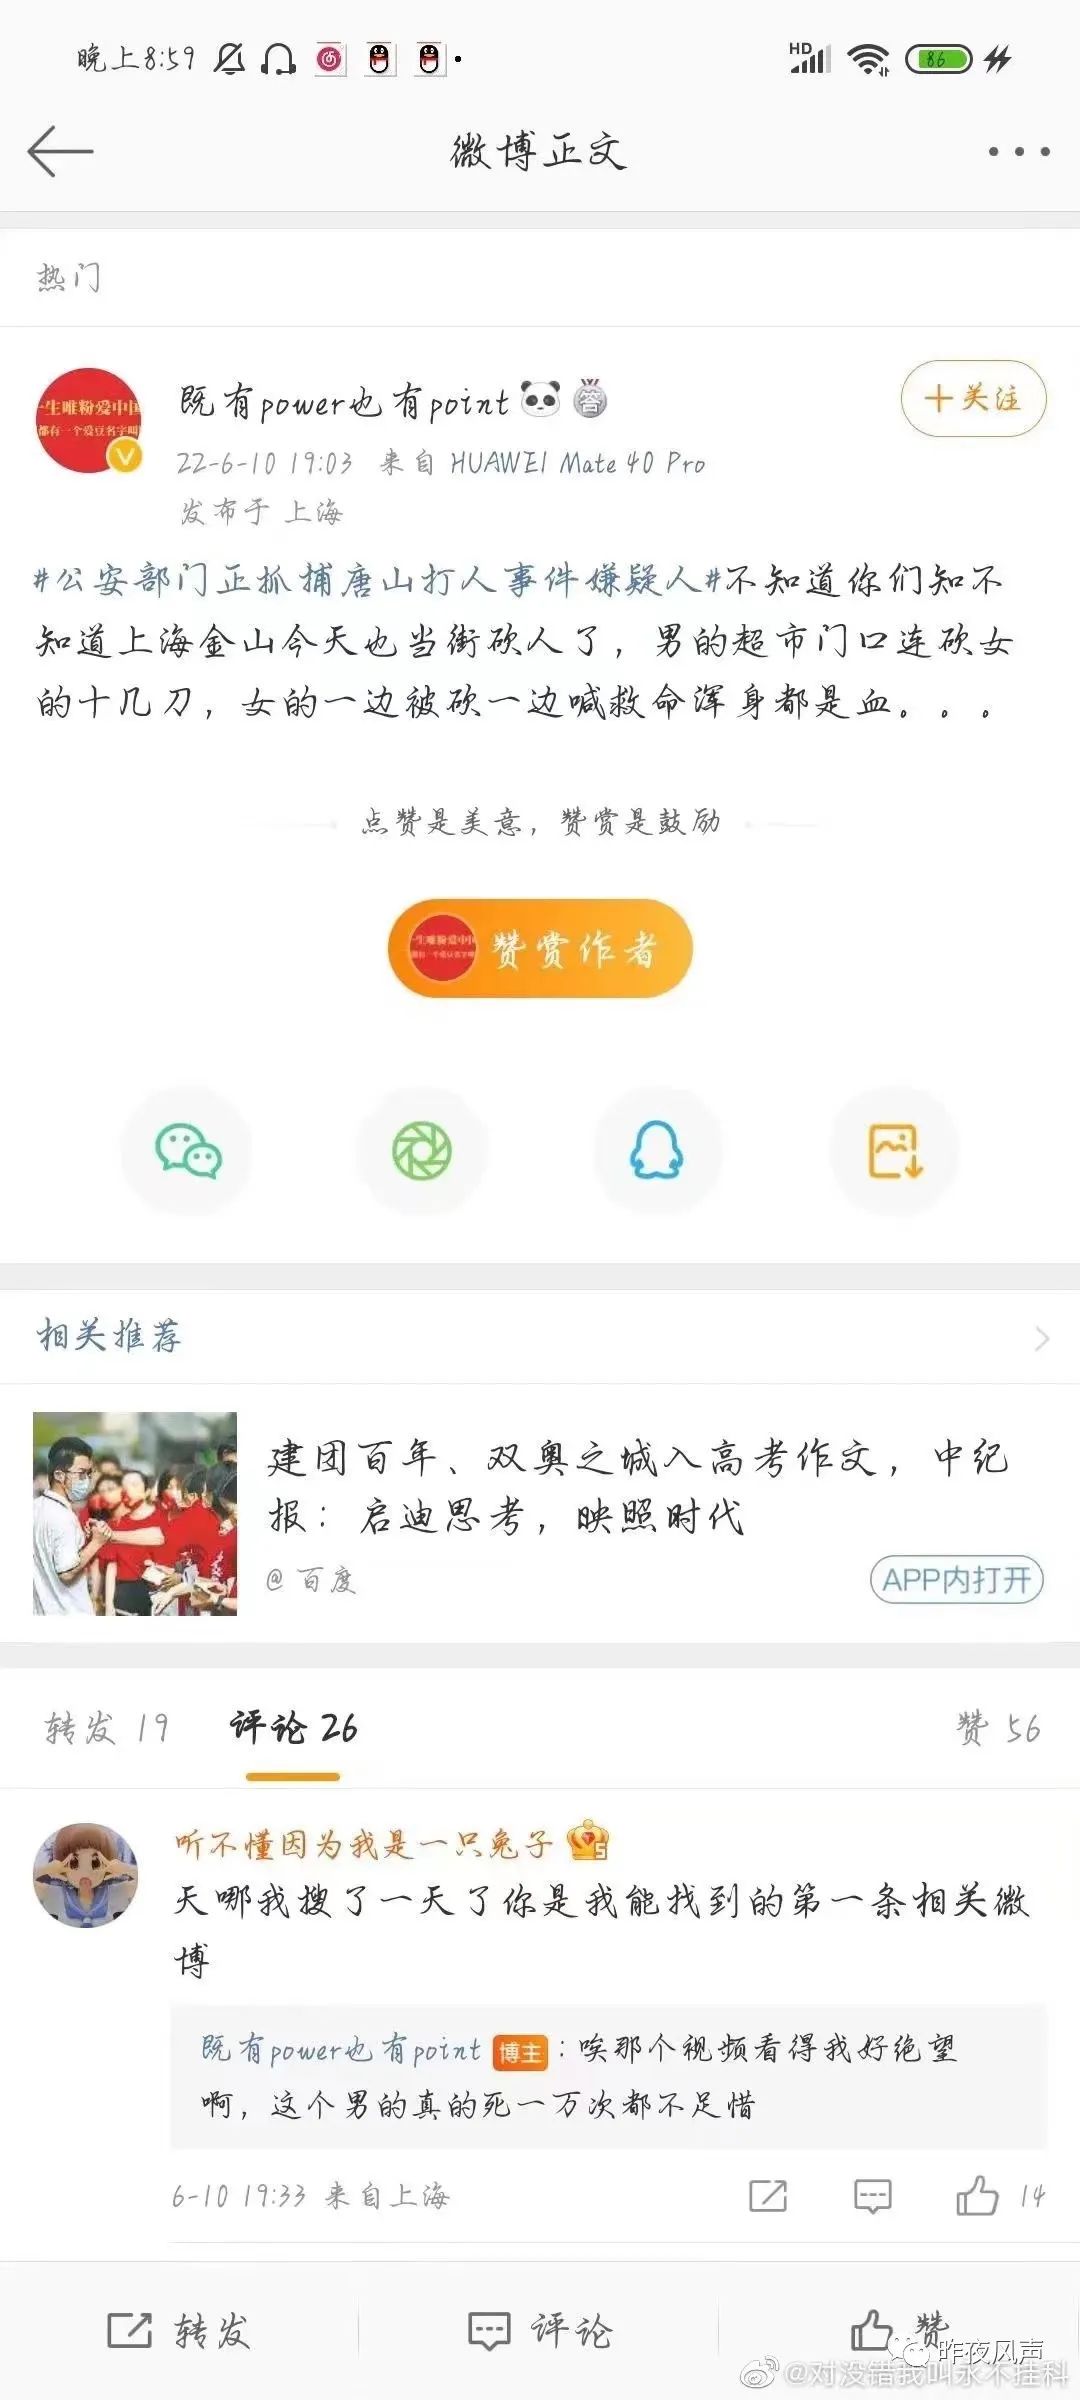 晚上8:59
HD
86
微博正文
热门
一生唯粉爱中国
都有一个爱豆名字叫
既有power也有point
答
+关注
22-6-10 19:03 来自 HUAWEI Mate 40 Pro
发布于 上海
#公安部门正抓捕唐山打人事件嫌疑人#不知道你们知不
知道上海金山今天也当街砍人了，男的超市门口连砍女
的十几刀，女的一边被砍一边喊救命浑身都是血。。。
点赞是美意，赞赏是鼓励
赞赏作者
相关推荐
建团百年、双奥之城入高考作文，中纪
报：启迪思考，映照时代
@百度
APP内打开
转发 19 评论 26 赞 56
听不懂因为我是一只兔子
5
天哪我搜了一天了你是我能找到的第一条相关微
博
既有power也有point 博主：唉那个视频看得我好绝望
啊，这个男的真的死一万次都不足惜
6-10 19:33 来自上海 14
转发 评论 赞
昨夜风声
@对没错我叫永不挂科